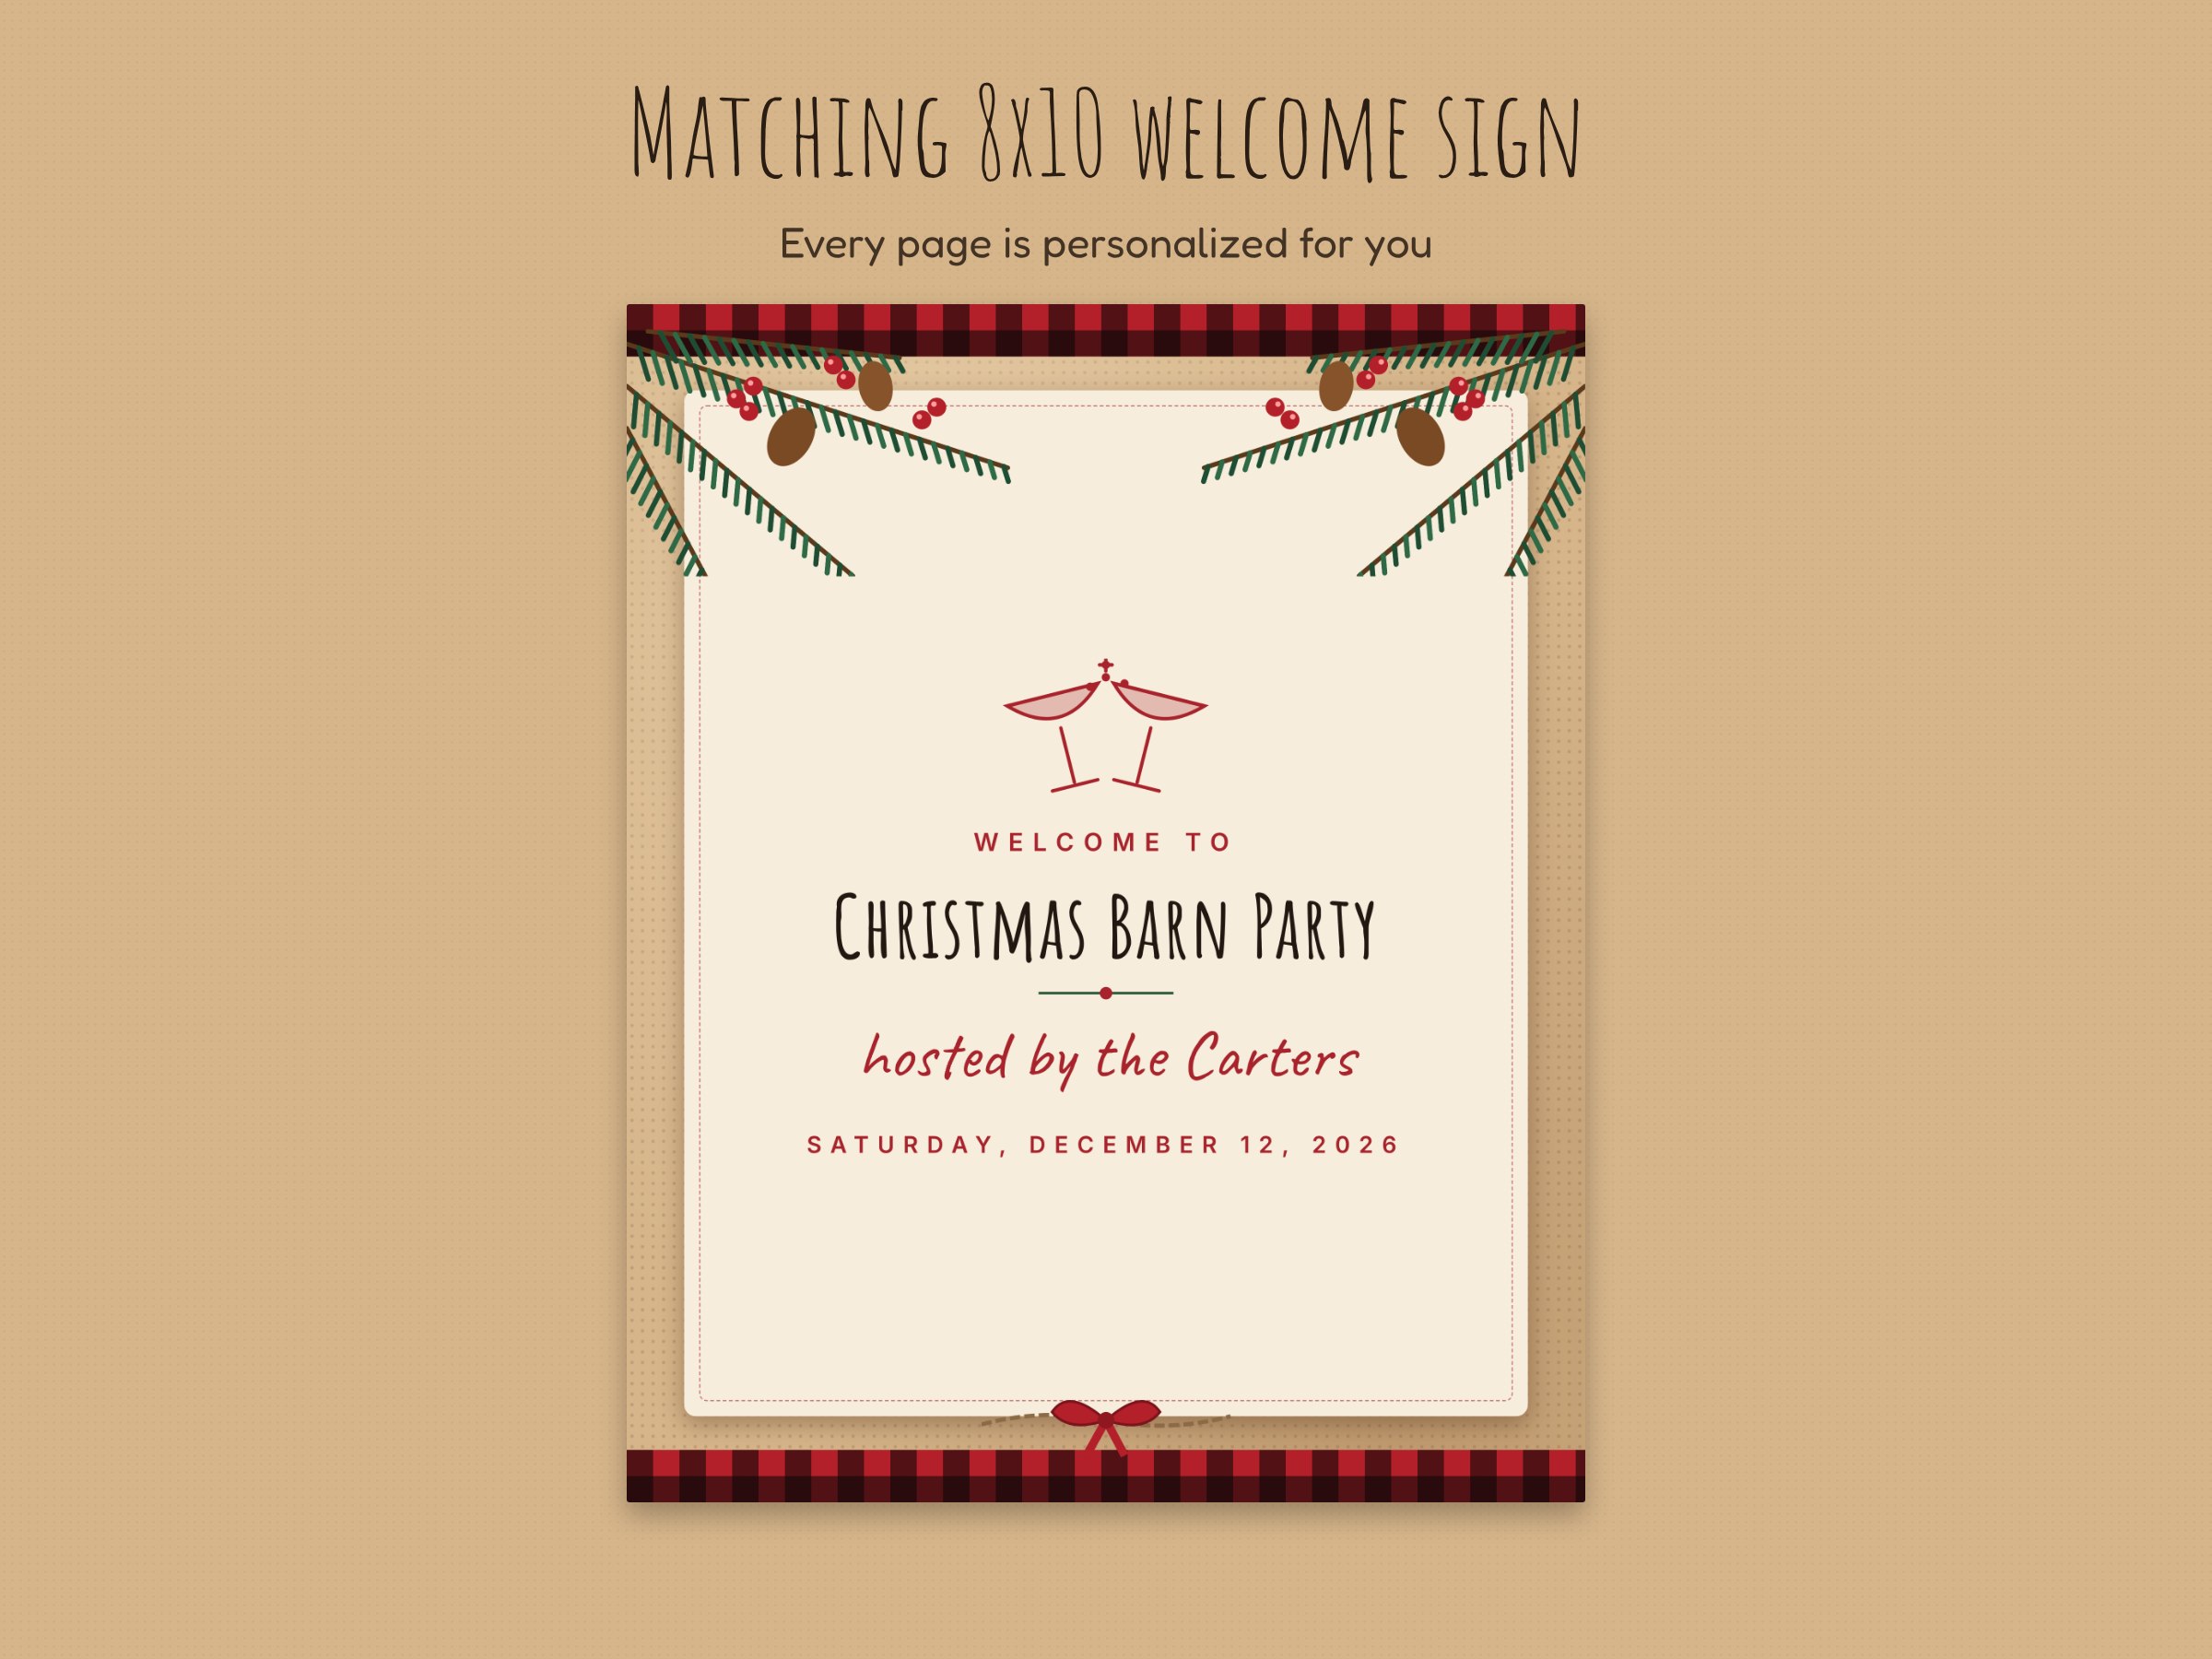 Matching 8x10 welcome sign
Every page is personalized for you
WELCOME TO
Christmas Barn Party
hosted by the Carters
SATURDAY, DECEMBER 12, 2026